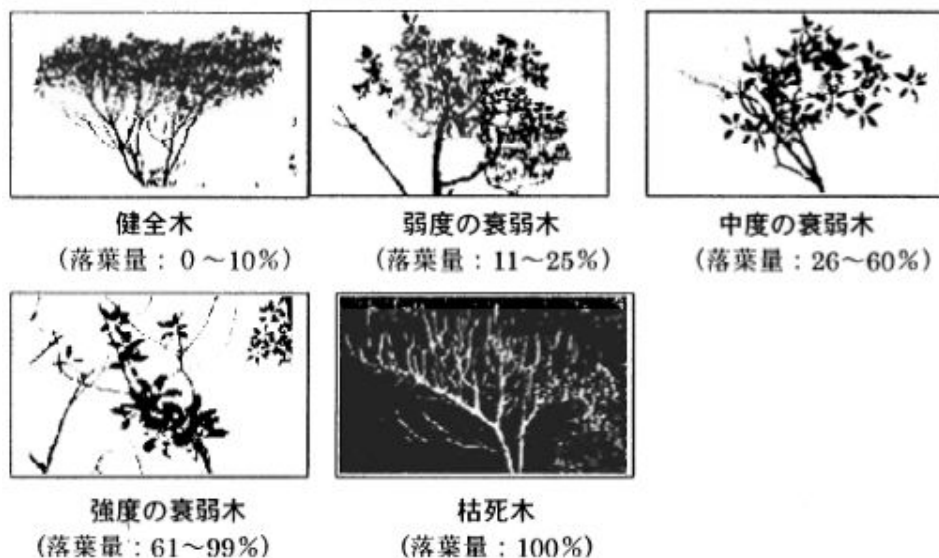 健全木
(落葉量：0～10%)
弱度の衰弱木
(落葉量：11～25%)
中度の衰弱木
(落葉量：26～60%)
強度の衰弱木
(落葉量：61～99%)
枯死木
(落葉量：100%)